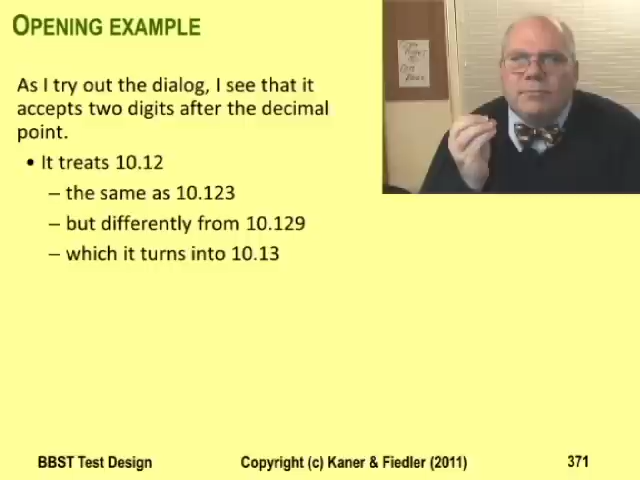 OPENING EXAMPLE
As I try out the dialog, I see that it
accepts two digits after the decimal
point.
• It treats 10.12
– the same as 10.123
– but differently from 10.129
– which it turns into 10.13
BBST Test Design
Copyright (c) Kaner & Fiedler (2011)
371